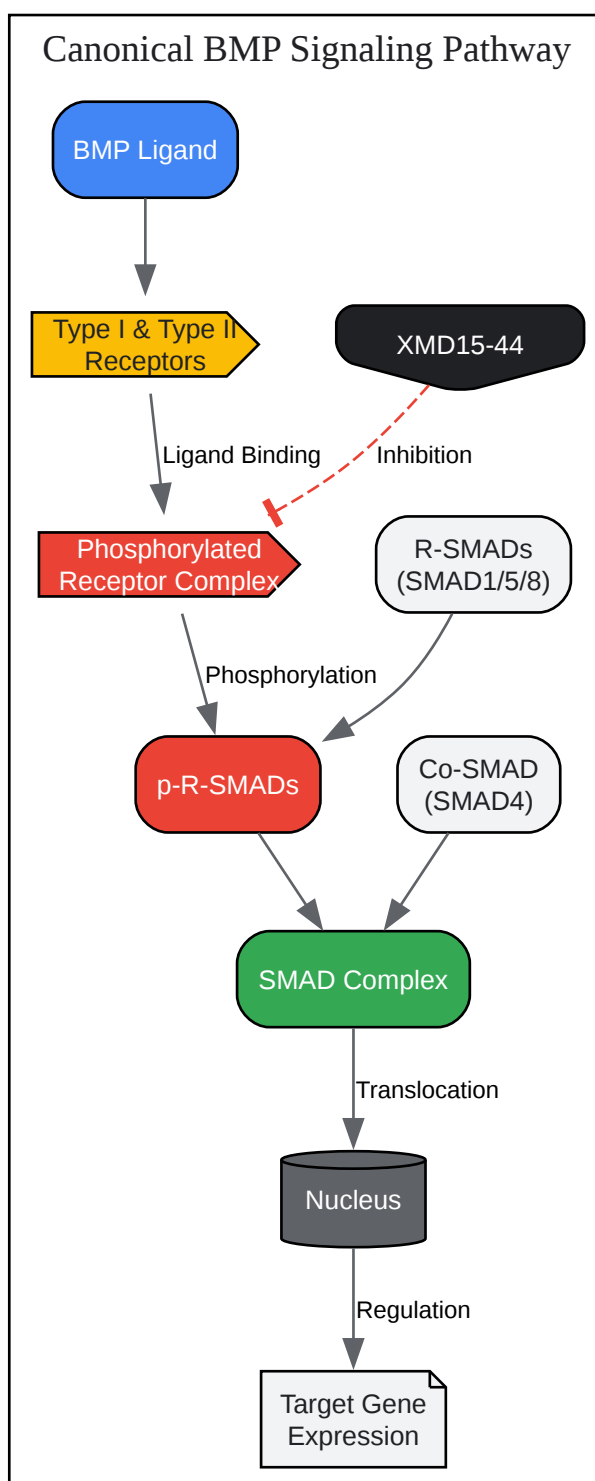 Canonical BMP Signaling Pathway
BMP Ligand
Type I & Type II
Receptors
XMD15-44
Ligand Binding
Inhibition
Phosphorylated
Receptor Complex
R-SMADs
(SMAD1/5/8)
Phosphorylation
p-R-SMADs
Co-SMAD
(SMAD4)
SMAD Complex
Translocation
Nucleus
Regulation
Target Gene
Expression